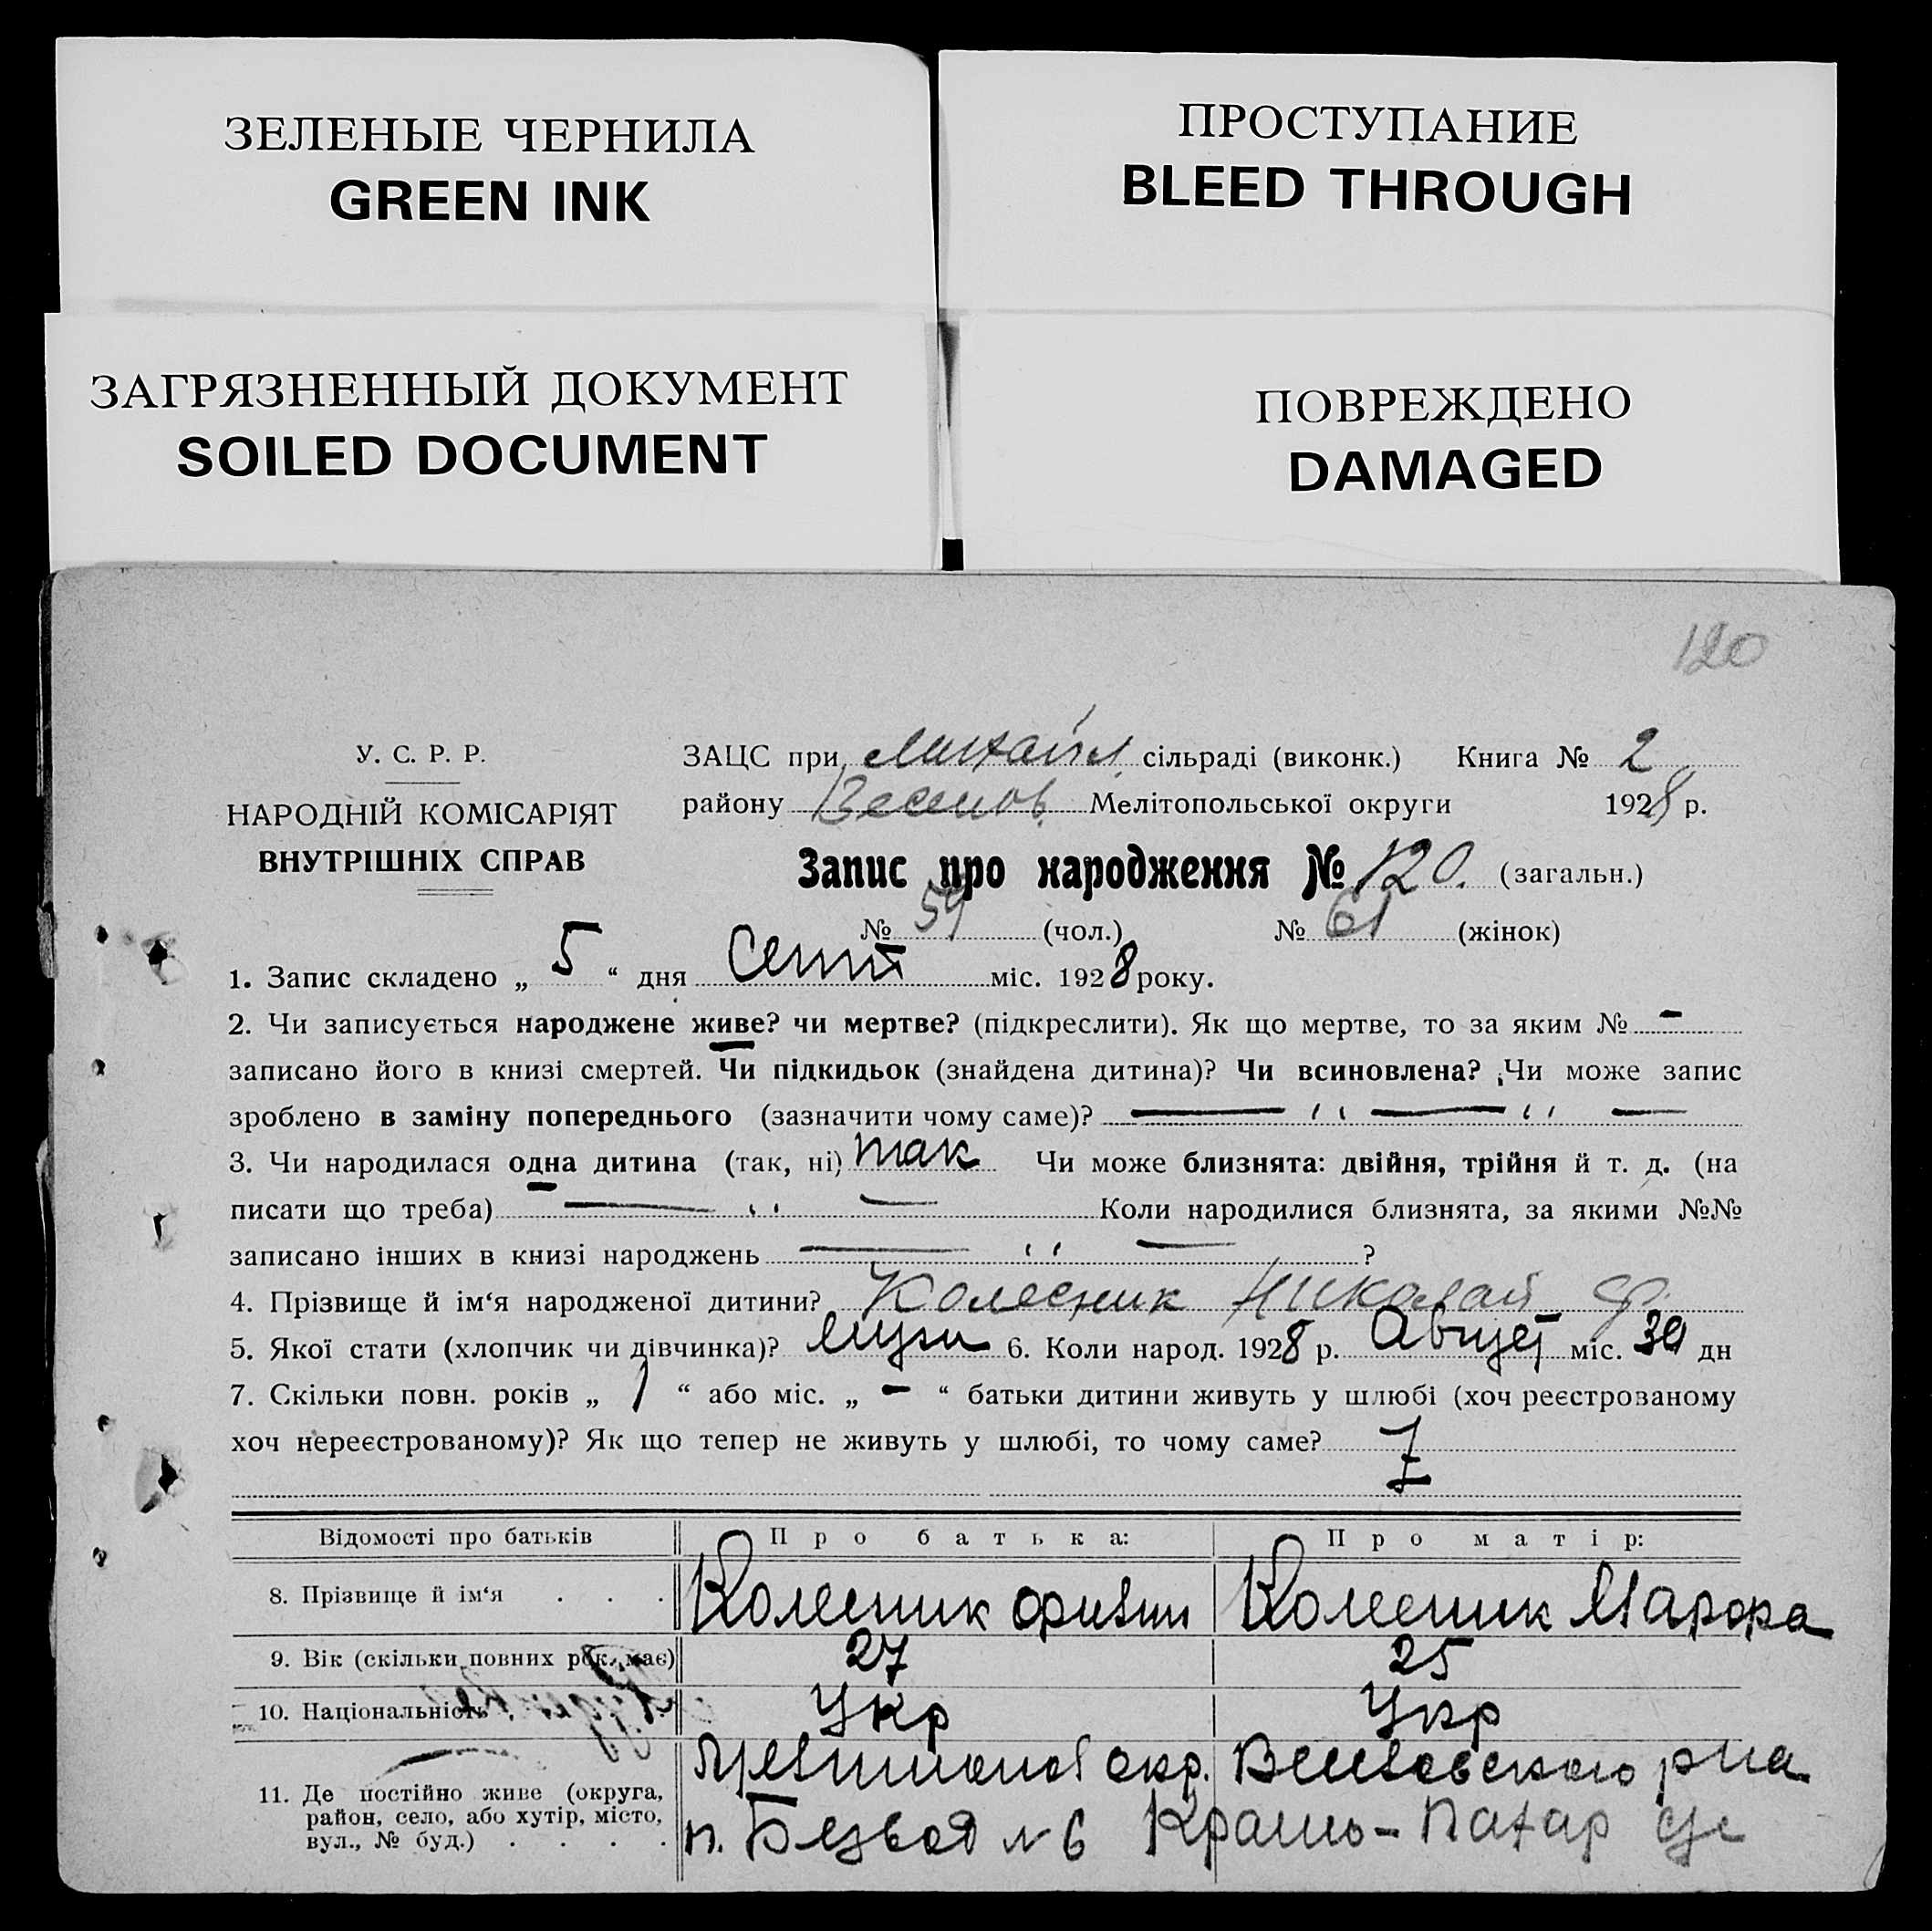 ЗЕЛЕНЫЕ ЧЕРНИЛА
GREEN INK
ПРОСТУПАНИЕ
BLEED THROUGH
ЗАГРЯЗНЕННЫЙ ДОКУМЕНТ
SOILED DOCUMENT
ПОВРЕЖДЕНО
DAMAGED
120
У. С. Р. Р.
НАРОДНІЙ КОМІСАРІЯТ
ВНУТРІШНІХ СПРАВ
ЗАЦС при Михайл. сільраді (виконк.) Книга № 2
району Веселов. Мелітопольської округи 1928 р.
Запис про народження № 120. (загальн.)
№ 59 (чол.) № 61 (жінок)
1. Запис складено „ 5 “ дня Сент міс. 1928 року.
2. Чи записується народжене живе? чи мертве? (підкреслити). Як що мертве, то за яким № -
записано його в книзі смертей. Чи підкидьок (знайдена дитина)? Чи всиновлена? Чи може запис
зроблено в заміну попереднього (зазначити чому саме)? — " — " —
3. Чи народилася одна дитина (так, ні) так Чи може близнята: двійня, трійня й т. д. (на
писати що треба) — " — Коли народилися близнята, за якими №№
записано інших в книзі народжень — " — ?
4. Прізвище й ім‘я народженої дитини? Колесник Николай Ф.
5. Якої стати (хлопчик чи дівчинка)? 6. Коли народ. 1928 р. Август міс. 30 дн
7. Скільки повн. років „ 1 “ або міс. „ - “ батьки дитини живуть у шлюбі (хоч реєстрованому
хоч нереєстрованому)? Як що тепер не живуть у шлюбі, то чому саме?
Відомості про батьків Про батька: Про матір:
8. Прізвище й ім‘я . . . Колесник Колесник
9. Вік (скільки повних рок. має) 27 25
10. Національність Укр Укр
11. Де постійно живе (округа, район, село, або хутір, місто, вул., № буд.) . . . .
окр. рна
п. Безвод № 6